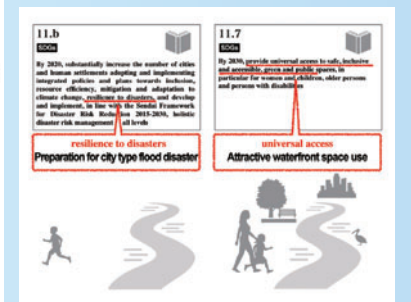 11.b
SDGs
By 2020, substantially increase the number of cities
and human settlements adopting and implementing
integrated policies and plans towards inclusion,
resource efficiency, mitigation and adaptation to
climate change, resilience to disasters, and develop
and implement, in line with the Sendai Framework
for Disaster Risk Reduction 2015-2030, holistic
disaster risk management all levels
resilience to disasters
Preparation for city type flood disaster
11.7
SDGs
By 2030, provide universal access to safe, inclusive
and accessible, green and public spaces, in
particular for women and children, older persons
and persons with disabilities
universal access
Attractive waterfront space use